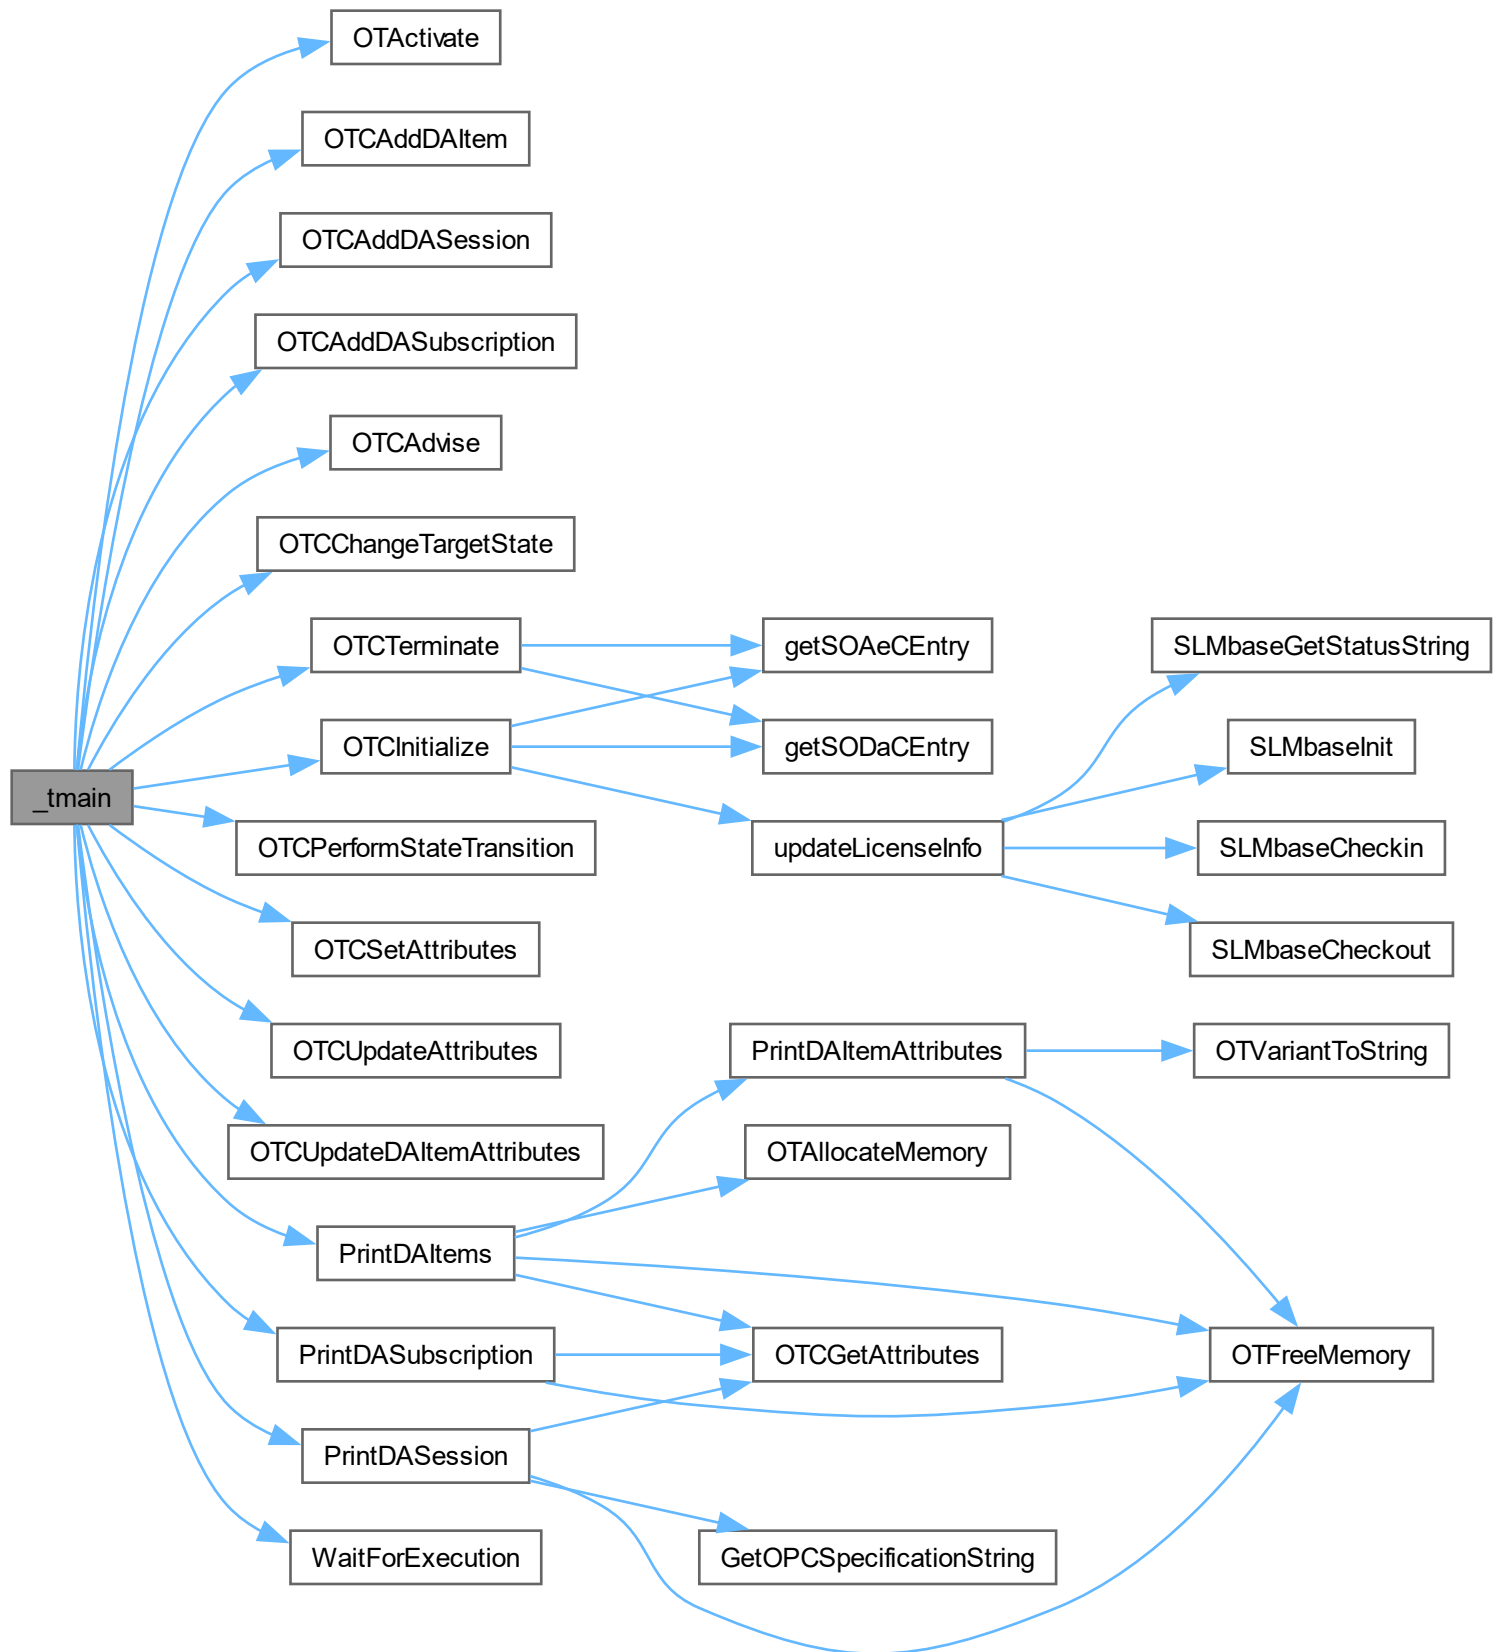 OTActivate
OTCAddDAItem
OTCAddDASession
OTCAddDASubscription
OTCAdvise
OTCChangeTargetState
OTCTerminate
getSOAeCEntry
SLMbaseGetStatusString
OTCInitialize
getSODaCEntry
SLMbaseInit
_tmain
OTCPerformStateTransition
updateLicenseInfo
SLMbaseCheckin
OTCSetAttributes
SLMbaseCheckout
OTCUpdateAttributes
PrintDAItemAttributes
OTVariantToString
OTCUpdateDAItemAttributes
OTAllocateMemory
PrintDAItems
PrintDASubscription
OTCGetAttributes
OTFreeMemory
PrintDASession
WaitForExecution
GetOPCSpecificationString